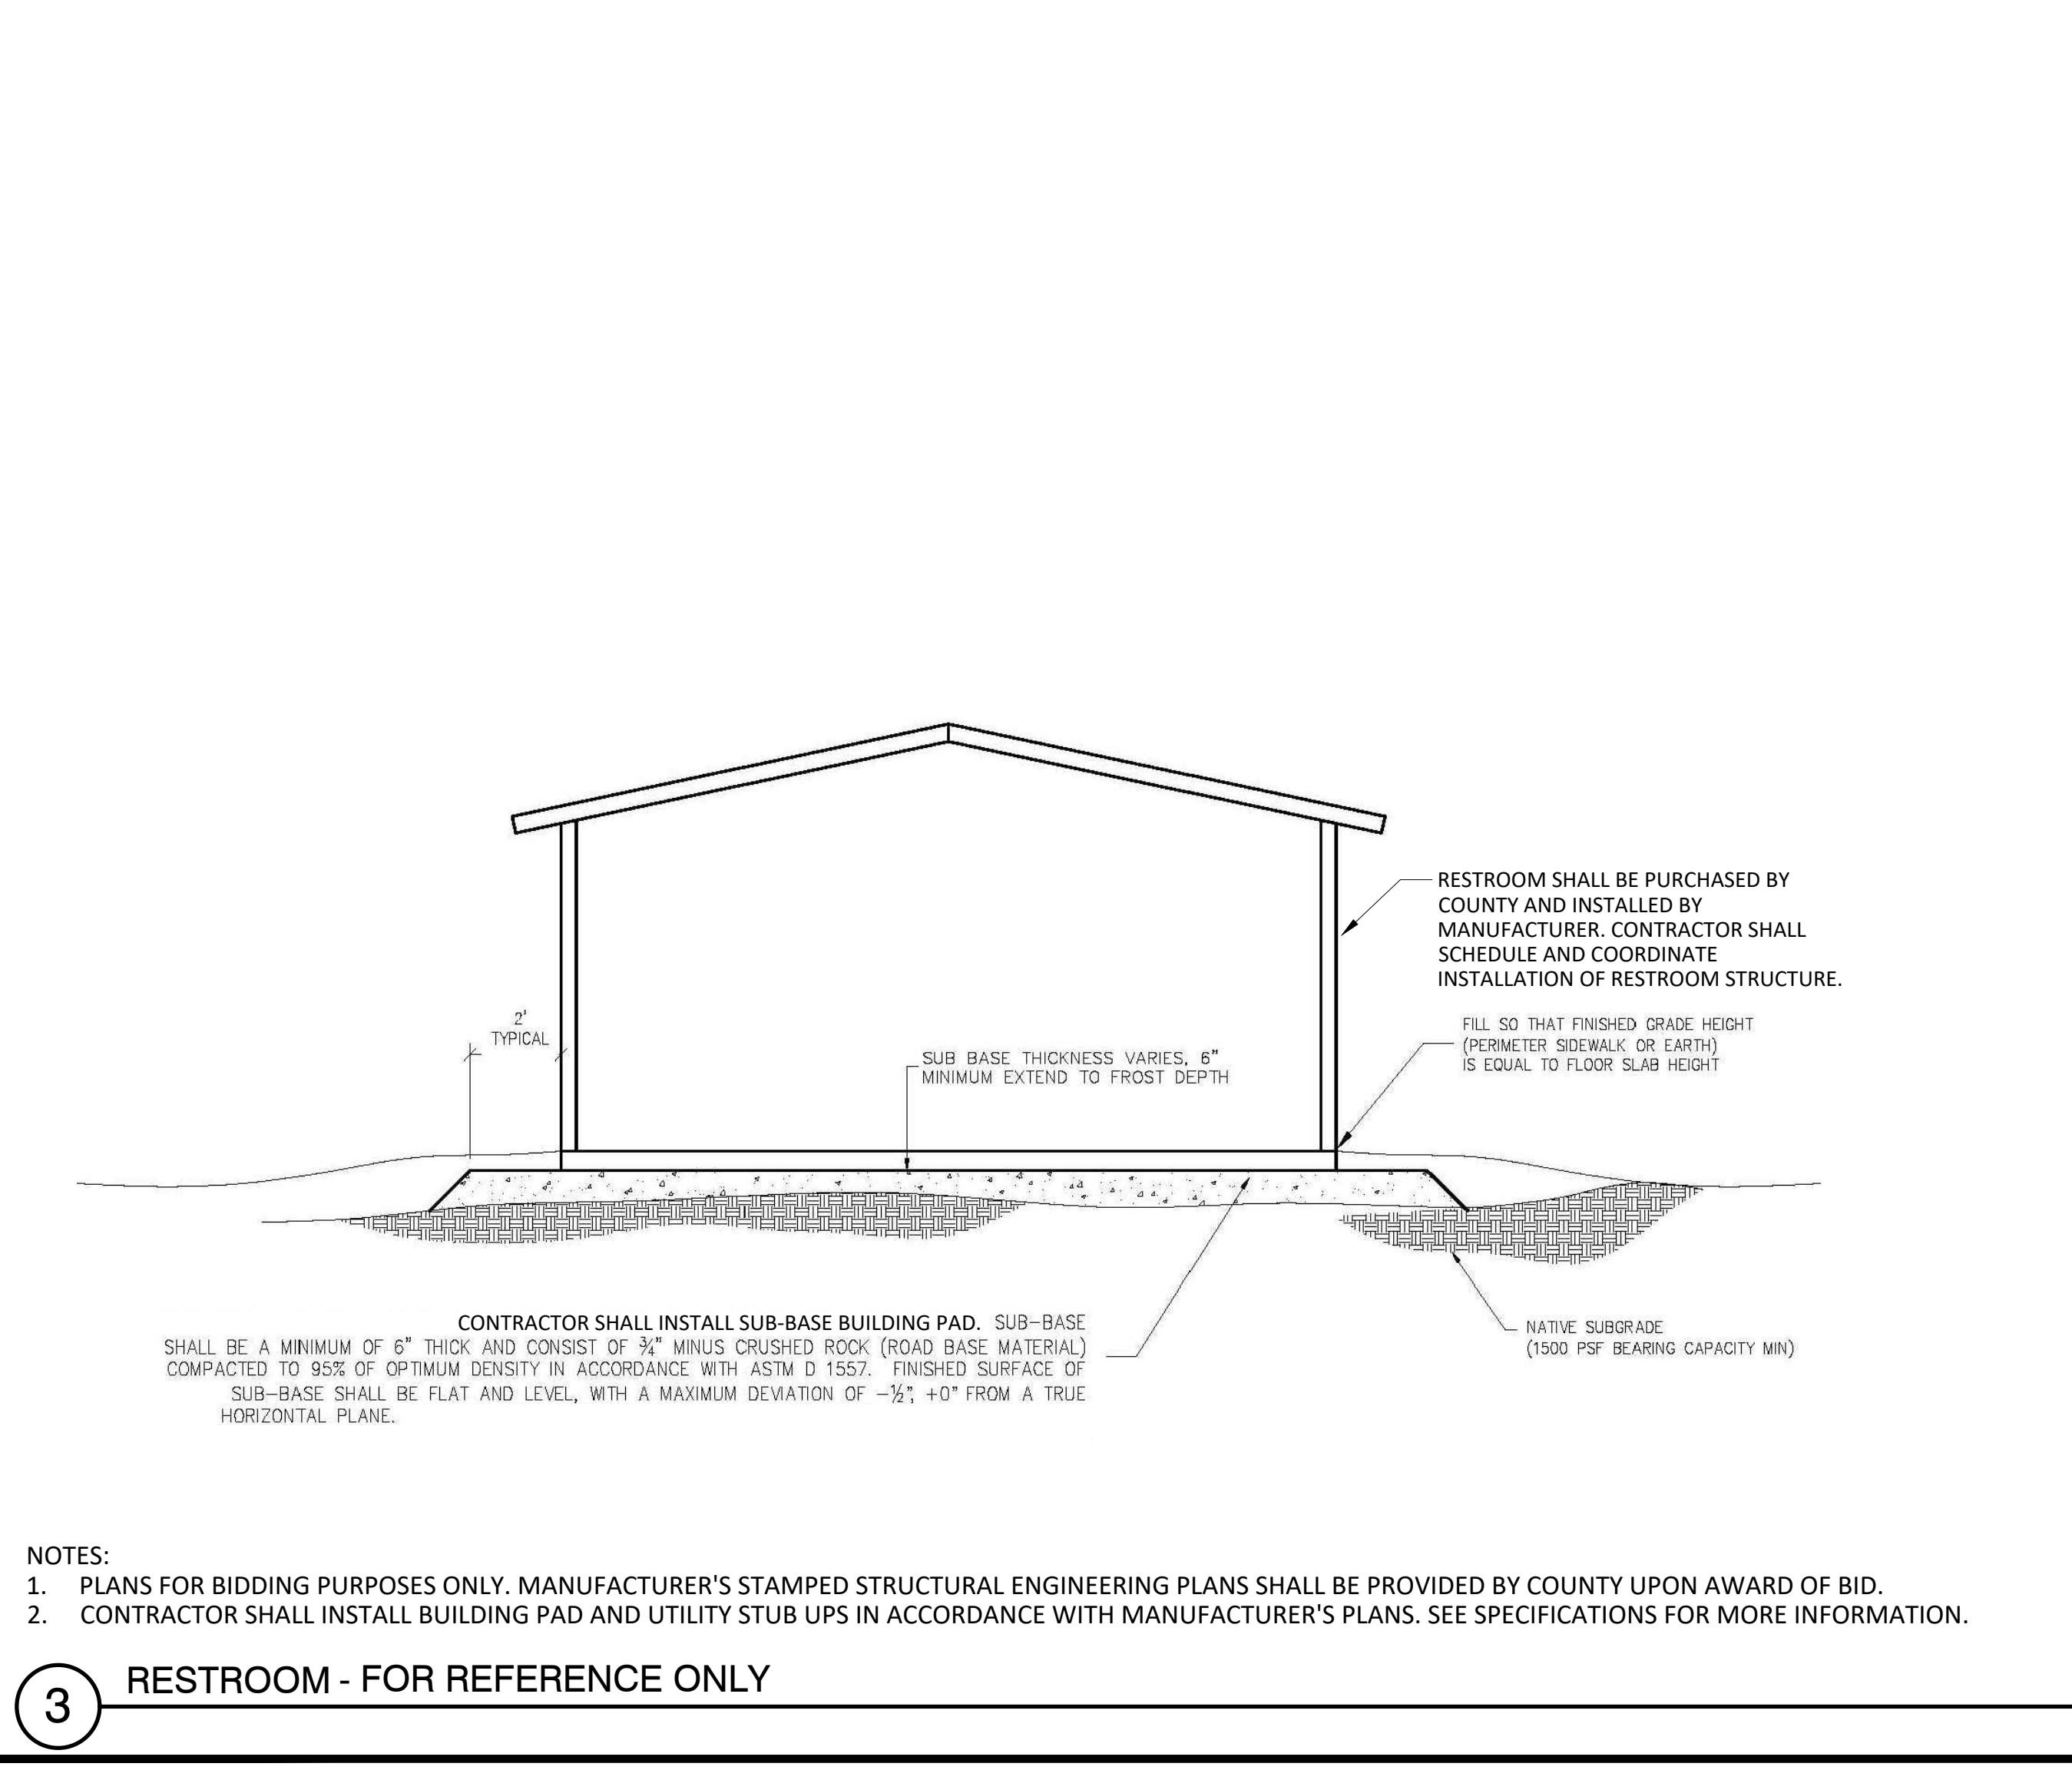 RESTROOM SHALL BE PURCHASED BY
COUNTY AND INSTALLED BY
MANUFACTURER. CONTRACTOR SHALL
SCHEDULE AND COORDINATE
INSTALLATION OF RESTROOM STRUCTURE.
2'
TYPICAL
FILL SO THAT FINISHED GRADE HEIGHT
(PERIMETER SIDEWALK OR EARTH)
IS EQUAL TO FLOOR SLAB HEIGHT
SUB BASE THICKNESS VARIES, 6"
MINIMUM EXTEND TO FROST DEPTH
CONTRACTOR SHALL INSTALL SUB-BASE BUILDING PAD. SUB-BASE
SHALL BE A MINIMUM OF 6" THICK AND CONSIST OF ¾" MINUS CRUSHED ROCK (ROAD BASE MATERIAL)
COMPACTED TO 95% OF OPTIMUM DENSITY IN ACCORDANCE WITH ASTM D 1557. FINISHED SURFACE OF
SUB-BASE SHALL BE FLAT AND LEVEL, WITH A MAXIMUM DEVIATION OF -½", +0" FROM A TRUE
HORIZONTAL PLANE.
NATIVE SUBGRADE
(1500 PSF BEARING CAPACITY MIN)
NOTES:
1. PLANS FOR BIDDING PURPOSES ONLY. MANUFACTURER'S STAMPED STRUCTURAL ENGINEERING PLANS SHALL BE PROVIDED BY COUNTY UPON AWARD OF BID.
2. CONTRACTOR SHALL INSTALL BUILDING PAD AND UTILITY STUB UPS IN ACCORDANCE WITH MANUFACTURER'S PLANS. SEE SPECIFICATIONS FOR MORE INFORMATION.
3 RESTROOM - FOR REFERENCE ONLY